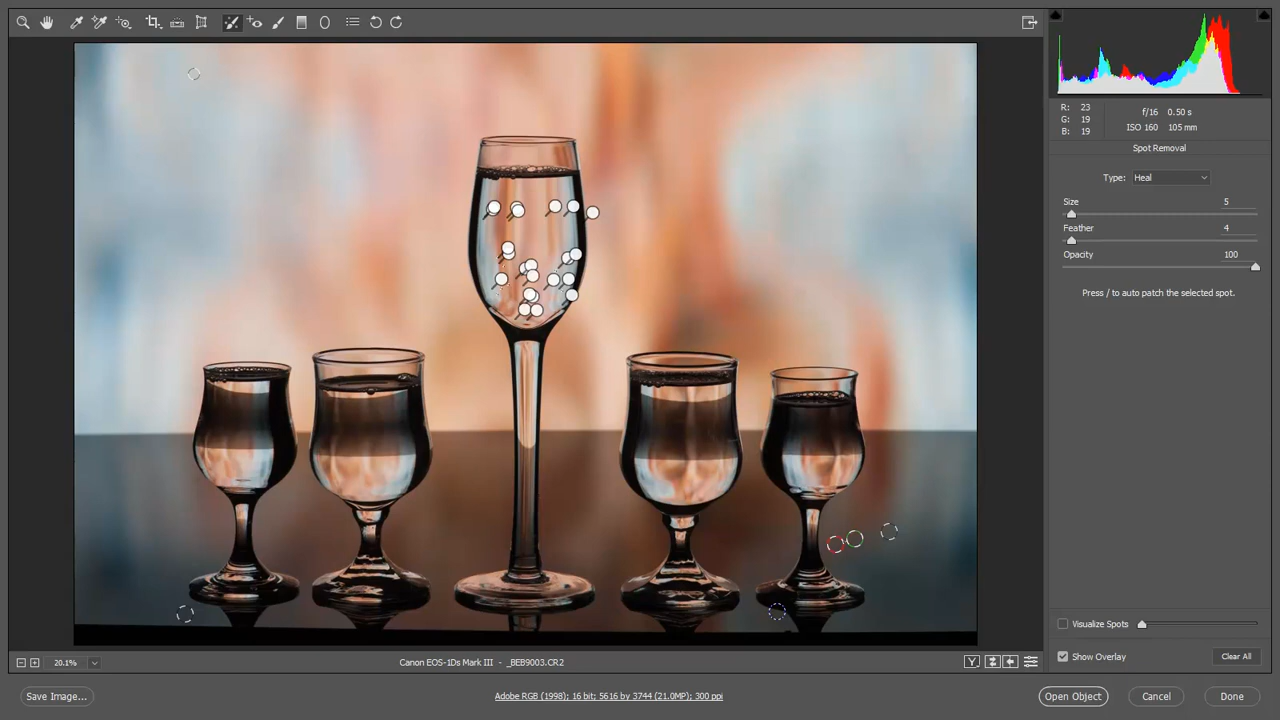 R: 23
G: 19
B: 19
f/16 0.50 s
ISO 160 105 mm
Spot Removal
Type: Heal
Size 5
Feather 4
Opacity 100
Press / to auto patch the selected spot.
Visualize Spots
Show Overlay Clear All
20.1% Canon EOS-1Ds Mark III - _BEB9003.CR2 Y
Save Image... Adobe RGB (1998); 16 bit; 5616 by 3744 (21.0MP); 300 ppi Open Object Cancel Done